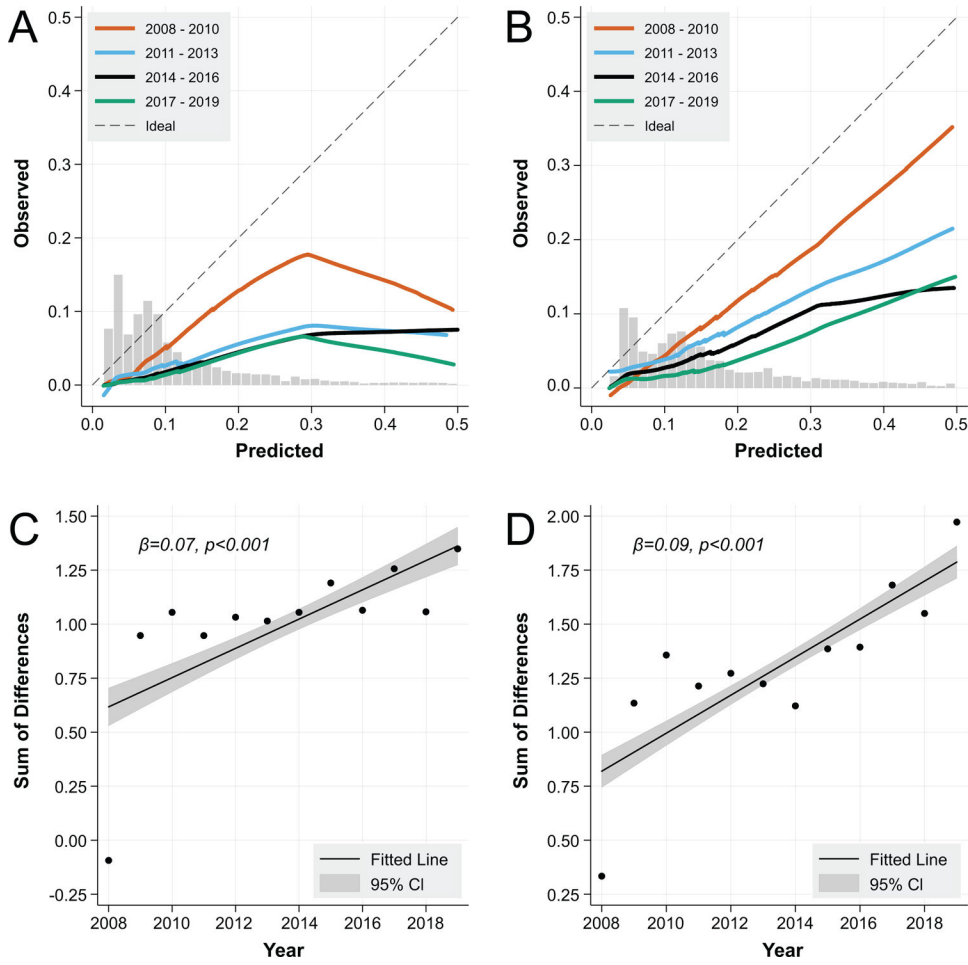 A
0.5
0.4
0.3
0.2
0.1
0.0
Observed
2008 - 2010
2011 - 2013
2014 - 2016
2017 - 2019
Ideal
0.0 0.1 0.2 0.3 0.4 0.5
Predicted
B
0.5
0.4
0.3
0.2
0.1
0.0
Observed
2008 - 2010
2011 - 2013
2014 - 2016
2017 - 2019
Ideal
0.0 0.1 0.2 0.3 0.4 0.5
Predicted
C
1.50
1.25
1.00
0.75
0.50
0.25
0.00
-0.25
Sum of Differences
β=0.07, p<0.001
Fitted Line
95% CI
2008 2010 2012 2014 2016 2018
Year
D
2.00
1.75
1.50
1.25
1.00
0.75
0.50
0.25
Sum of Differences
β=0.09, p<0.001
Fitted Line
95% CI
2008 2010 2012 2014 2016 2018
Year